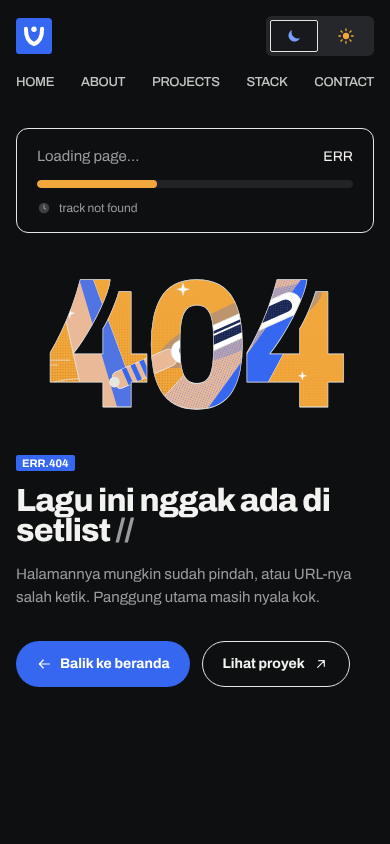 HOME ABOUT PROJECTS STACK CONTACT
Loading page... ERR
track not found
404
ERR.404
Lagu ini nggak ada di
setlist //
Halamannya mungkin sudah pindah, atau URL-nya
salah ketik. Panggung utama masih nyala kok.
Balik ke beranda Lihat proyek